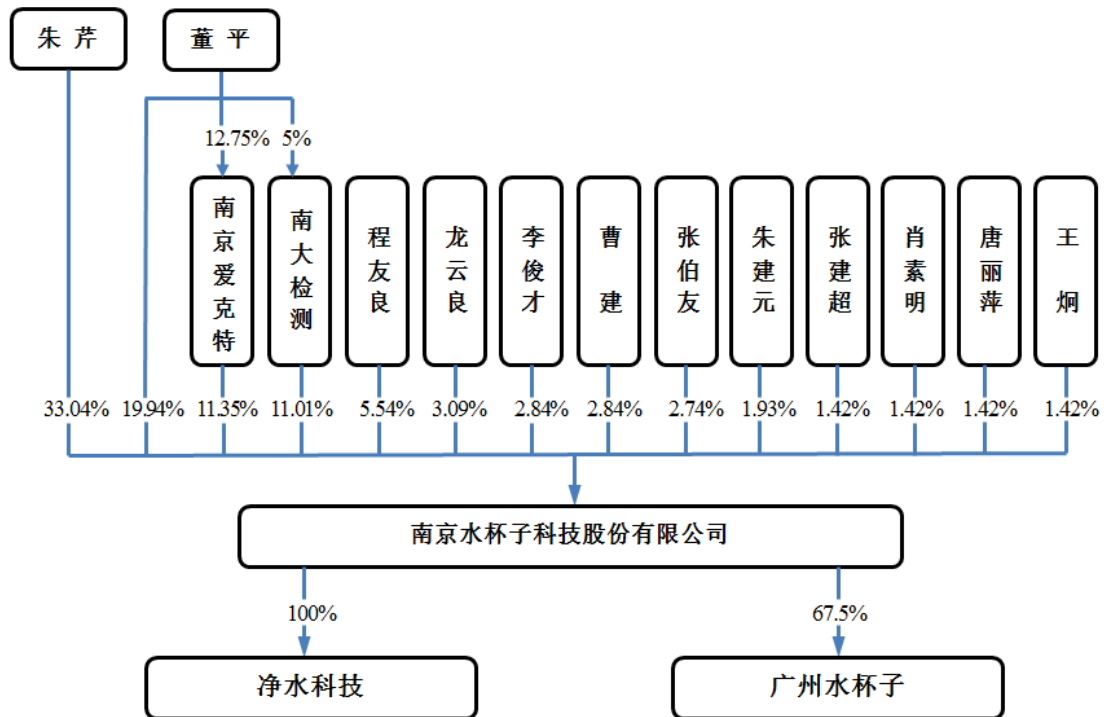 朱 芹
董 平
12.75% 5%
南京爱克特
南大检测
程友良
龙云良
李俊才
曹 建
张伯友
朱建元
张建超
肖素明
唐丽萍
王 炯
33.04% 19.94% 11.35% 11.01% 5.54% 3.09% 2.84% 2.84% 2.74% 1.93% 1.42% 1.42% 1.42% 1.42%
南京水杯子科技股份有限公司
100% 67.5%
净水科技
广州水杯子